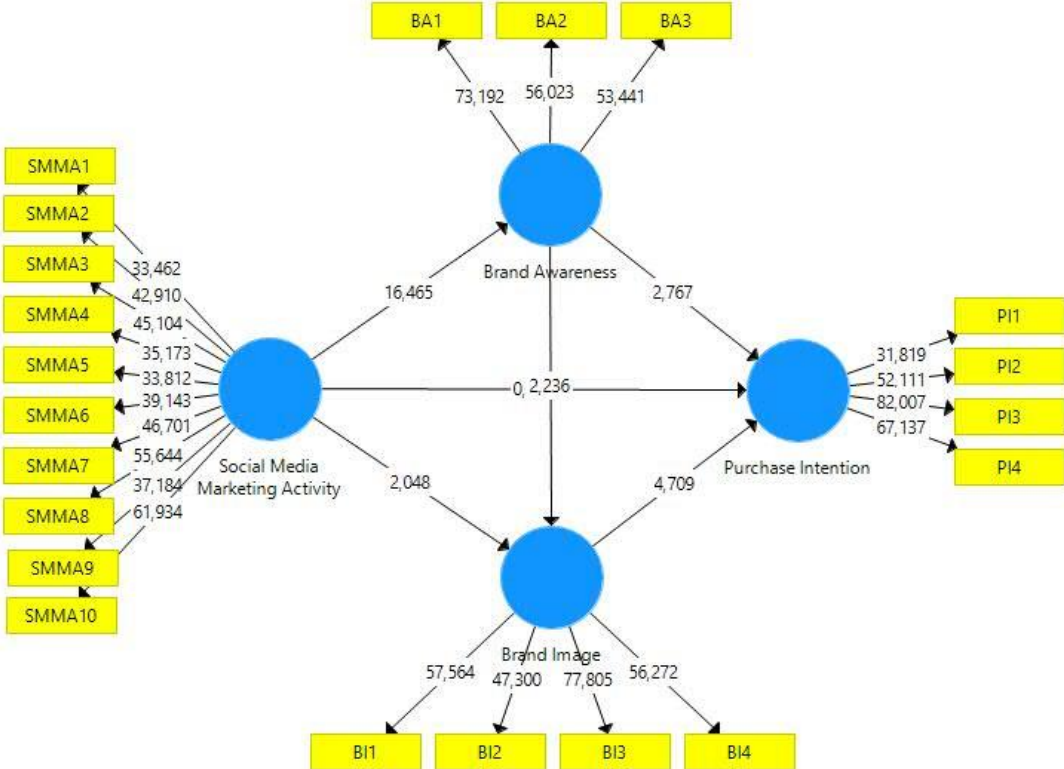 BA1
BA2
BA3
73,192
56,023
53,441
SMMA1
SMMA2
SMMA3
SMMA4
SMMA5
SMMA6
SMMA7
SMMA8
SMMA9
SMMA10
33,462
42,910
45,104
35,173
33,812
39,143
46,701
55,644
37,184
61,934
Social Media
Marketing Activity
16,465
Brand Awareness
2,767
0,
2,236
2,048
4,709
Purchase Intention
31,819
52,111
82,007
67,137
PI1
PI2
PI3
PI4
Brand Image
57,564
47,300
77,805
56,272
BI1
BI2
BI3
BI4